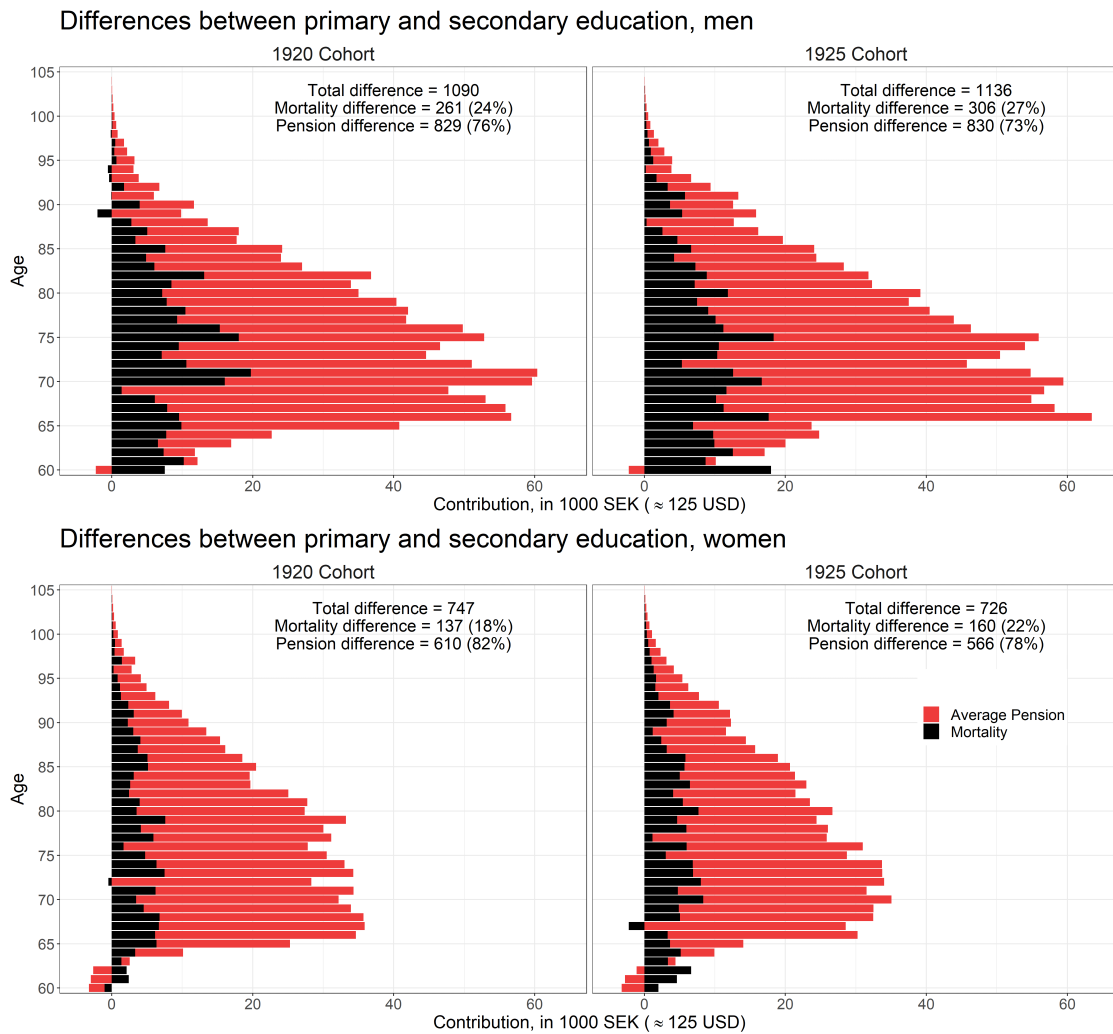 Differences between primary and secondary education, men
1920 Cohort
1925 Cohort
Total difference = 1090
Mortality difference = 261 (24%)
Pension difference = 829 (76%)
Total difference = 1136
Mortality difference = 306 (27%)
Pension difference = 830 (73%)
105
100
95
90
85
80
75
70
65
60
Age
0 20 40 60
0 20 40 60
Contribution, in 1000 SEK (≈ 125 USD)
Differences between primary and secondary education, women
1920 Cohort
1925 Cohort
Total difference = 747
Mortality difference = 137 (18%)
Pension difference = 610 (82%)
Total difference = 726
Mortality difference = 160 (22%)
Pension difference = 566 (78%)
Average Pension
Mortality
105
100
95
90
85
80
75
70
65
60
Age
0 20 40 60
0 20 40 60
Contribution, in 1000 SEK (≈ 125 USD)